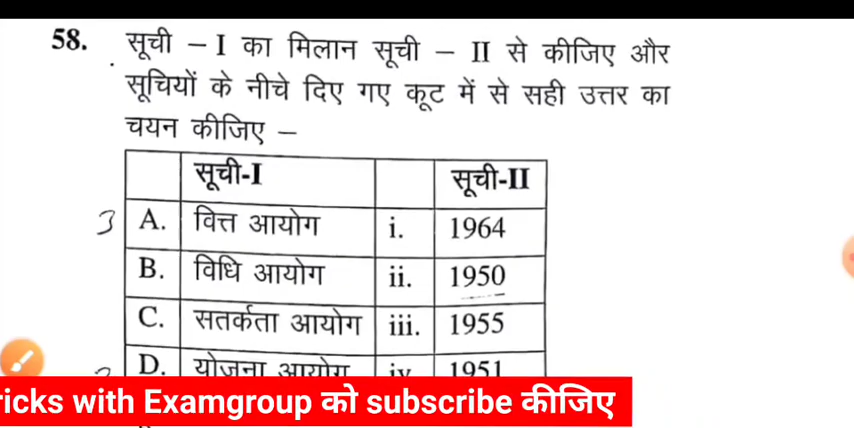 58. सूची – I का मिलान सूची – II से कीजिए और
सूचियों के नीचे दिए गए कूट में से सही उत्तर का
चयन कीजिए –
सूची-I सूची-II
3 A. वित्त आयोग i. 1964
B. विधि आयोग ii. 1950
C. सतर्कता आयोग iii. 1955
D. योजना आयोग iv 1951
ricks with Examgroup को subscribe कीजिए